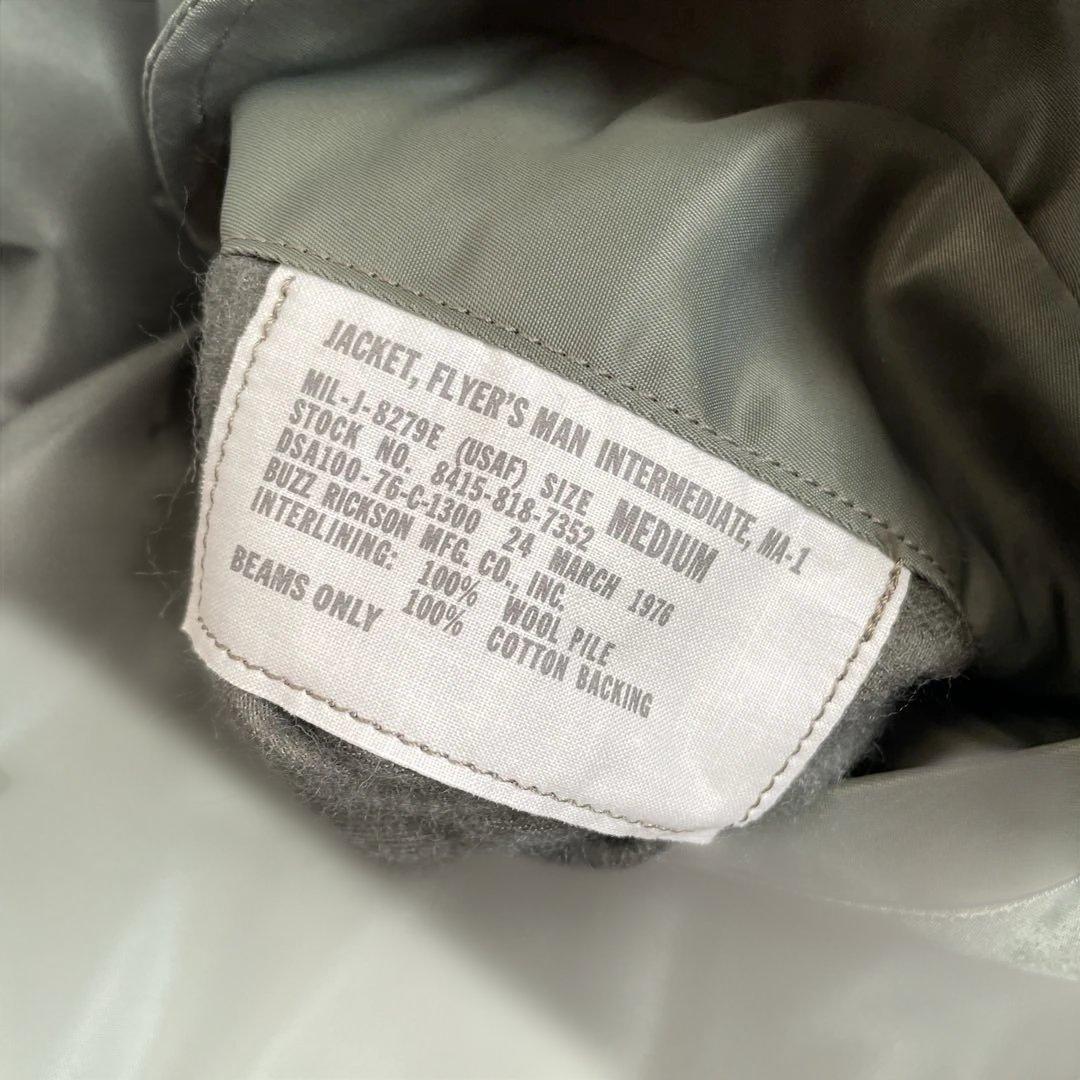 JACKET, FLYER'S MAN INTERMEDIATE, MA-1
MIL-J-8279E (USAF) SIZE MEDIUM
STOCK NO. 8415-818-7352
DSA100-76-C-1300 24 MARCH 1976
BUZZ RICKSON MFG. CO., INC.
INTERLINING: 100% WOOL PILE
100% COTTON BACKING
BEAMS ONLY